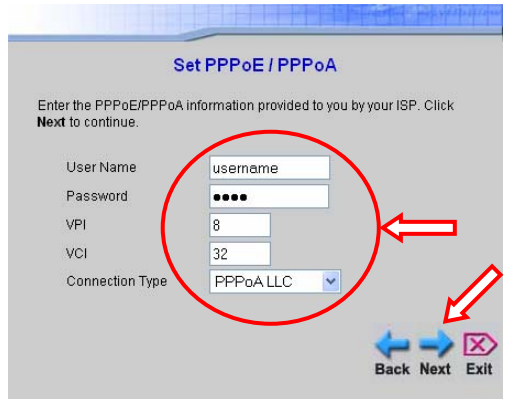 Set PPPoE / PPPoA
Enter the PPPoE/PPPoA information provided to you by your ISP. Click
Next to continue.
User Name username
Password ●●●●
VPI 8
VCI 32
Connection Type PPPoA LLC
Back Next Exit